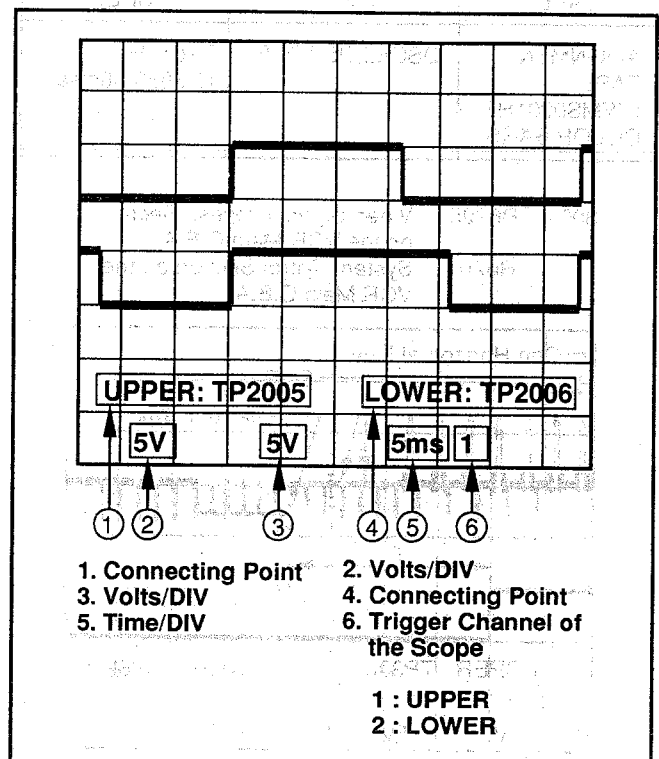 UPPER: TP2005 LOWER: TP2006
5V 5V 5ms 1
1 2 3 4 5 6
1. Connecting Point 2. Volts/DIV
3. Volts/DIV 4. Connecting Point
5. Time/DIV 6. Trigger Channel of
the Scope
1 : UPPER
2 : LOWER